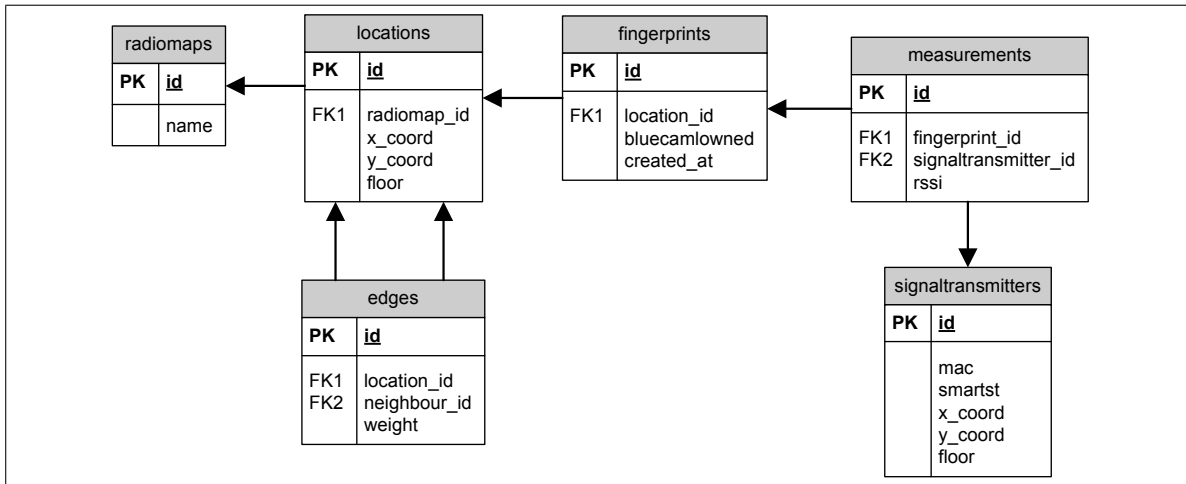 radiomaps
PK id
name
locations
PK id
FK1 radiomap_id
x_coord
y_coord
floor
fingerprints
PK id
FK1 location_id
bluecamlowned
created_at
measurements
PK id
FK1 fingerprint_id
FK2 signaltransmitter_id
rssi
edges
PK id
FK1 location_id
FK2 neighbour_id
weight
signaltransmitters
PK id
mac
smartst
x_coord
y_coord
floor